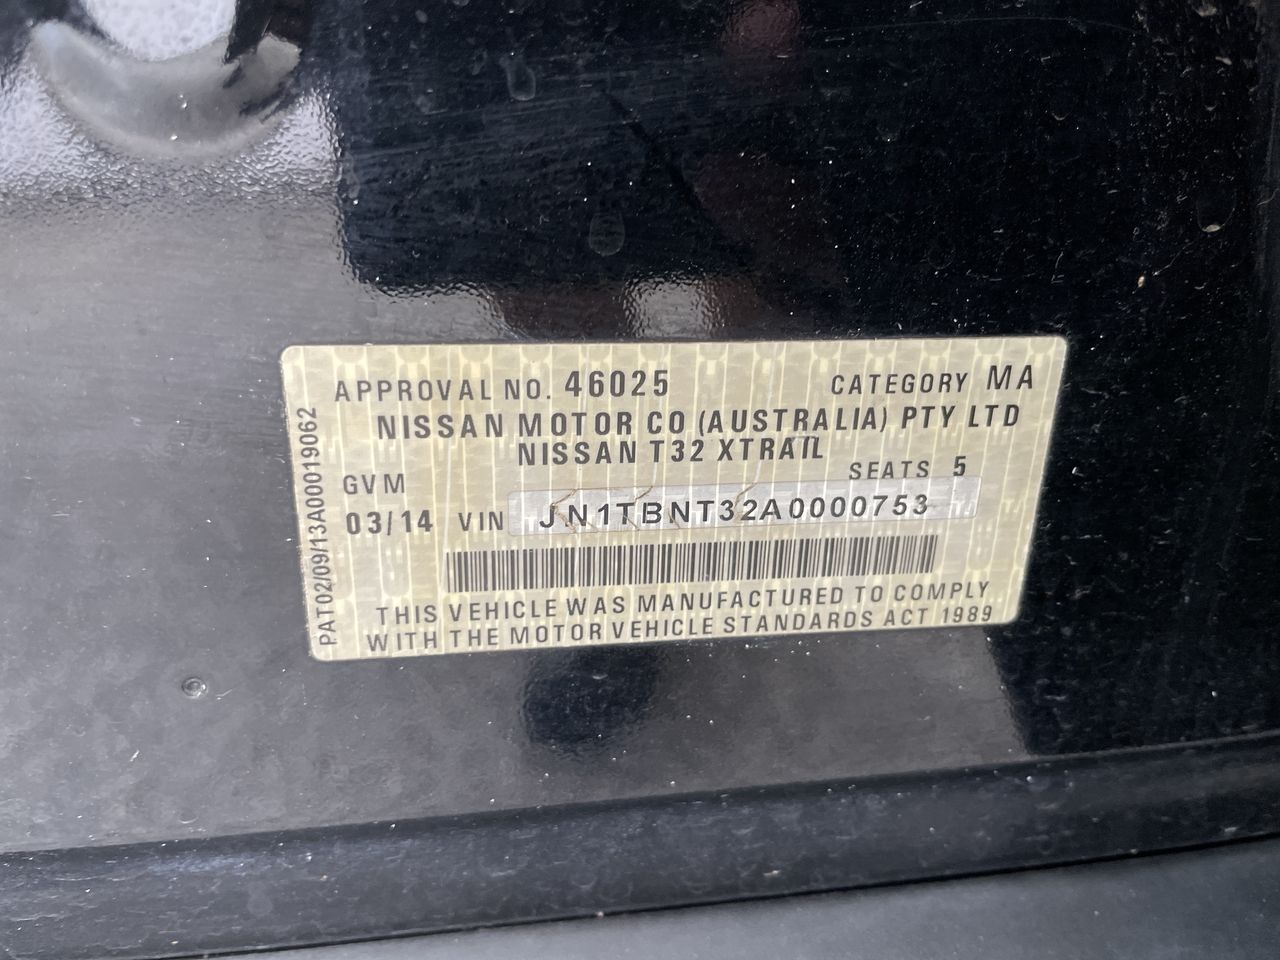 APPROVAL NO. 46025 CATEGORY MA
NISSAN MOTOR CO (AUSTRALIA) PTY LTD
NISSAN T32 XTRAIL
GVM SEATS 5
03/14 VIN JN1TBNT32A0000753
THIS VEHICLE WAS MANUFACTURED TO COMPLY
WITH THE MOTOR VEHICLE STANDARDS ACT 1989
PAT02/09/13A00019062